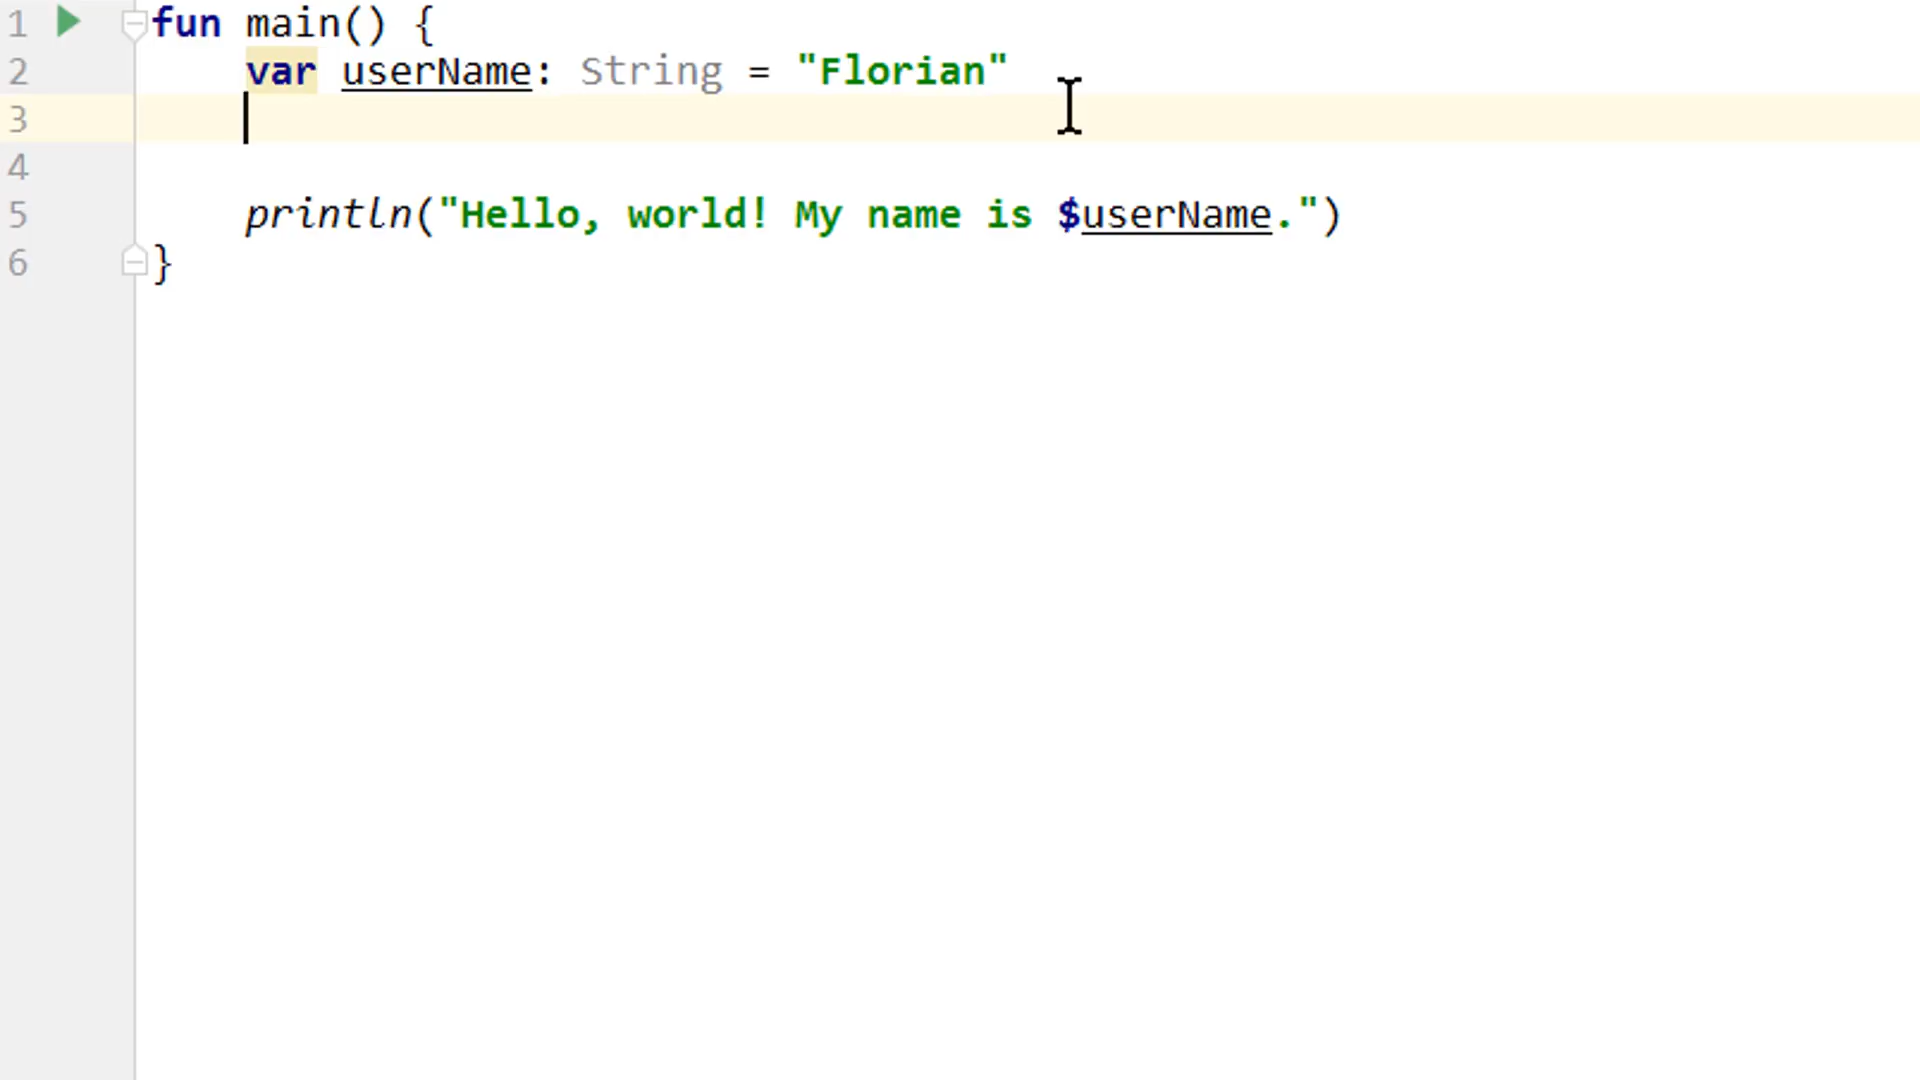 1 fun main() {
2 var userName: String = "Florian"
3
4
5 println("Hello, world! My name is $userName.")
6 }